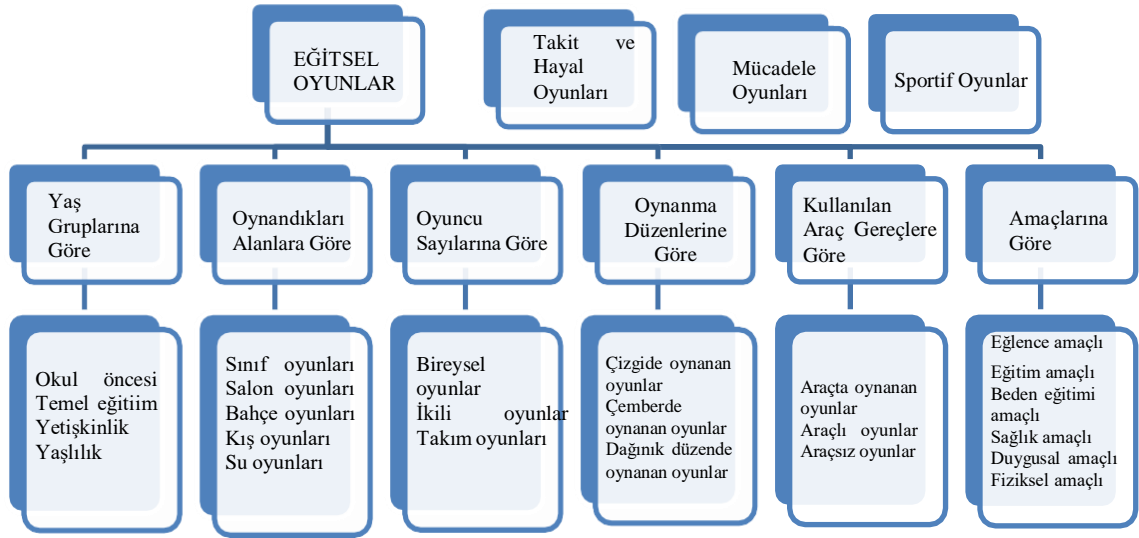 EĞİTSEL
OYUNLAR
Takit ve
Hayal
Oyunları
Mücadele
Oyunları
Sportif Oyunlar
Yaş
Gruplarına
Göre
Oynandıkları
Alanlara Göre
Oyuncu
Sayılarına Göre
Oynanma
Düzenlerine
Göre
Kullanılan
Araç Gereçlere
Göre
Amaçlarına
Göre
Okul öncesi
Temel eğitiim
Yetişkinlik
Yaşlılık
Sınıf oyunları
Salon oyunları
Bahçe oyunları
Kış oyunları
Su oyunları
Bireysel
oyunlar
İkili oyunlar
Takım oyunları
Çizgide oynanan
oyunlar
Çemberde
oynanan oyunlar
Dağınık düzende
oynanan oyunlar
Araçta oynanan
oyunlar
Araçlı oyunlar
Araçsız oyunlar
Eğlence amaçlı
Eğitim amaçlı
Beden eğitimi
amaçlı
Sağlık amaçlı
Duygusal amaçlı
Fiziksel amaçlı